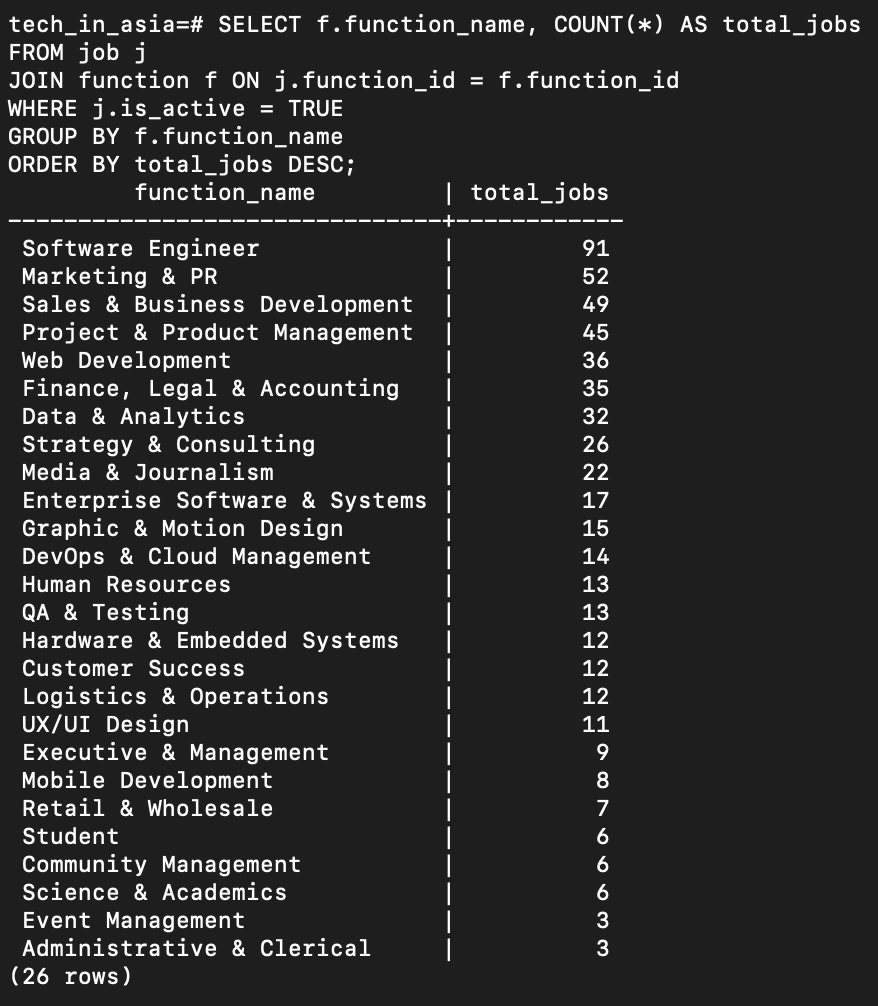 tech_in_asia=# SELECT f.function_name, COUNT(*) AS total_jobs
FROM job j
JOIN function f ON j.function_id = f.function_id
WHERE j.is_active = TRUE
GROUP BY f.function_name
ORDER BY total_jobs DESC;
         function_name         | total_jobs
-------------------------------+------------
 Software Engineer             |         91
 Marketing & PR                |         52
 Sales & Business Development  |         49
 Project & Product Management  |         45
 Web Development               |         36
 Finance, Legal & Accounting   |         35
 Data & Analytics              |         32
 Strategy & Consulting         |         26
 Media & Journalism            |         22
 Enterprise Software & Systems |         17
 Graphic & Motion Design       |         15
 DevOps & Cloud Management     |         14
 Human Resources               |         13
 QA & Testing                  |         13
 Hardware & Embedded Systems   |         12
 Customer Success              |         12
 Logistics & Operations        |         12
 UX/UI Design                  |         11
 Executive & Management        |          9
 Mobile Development            |          8
 Retail & Wholesale            |          7
 Student                       |          6
 Community Management          |          6
 Science & Academics           |          6
 Event Management              |          3
 Administrative & Clerical     |          3
(26 rows)